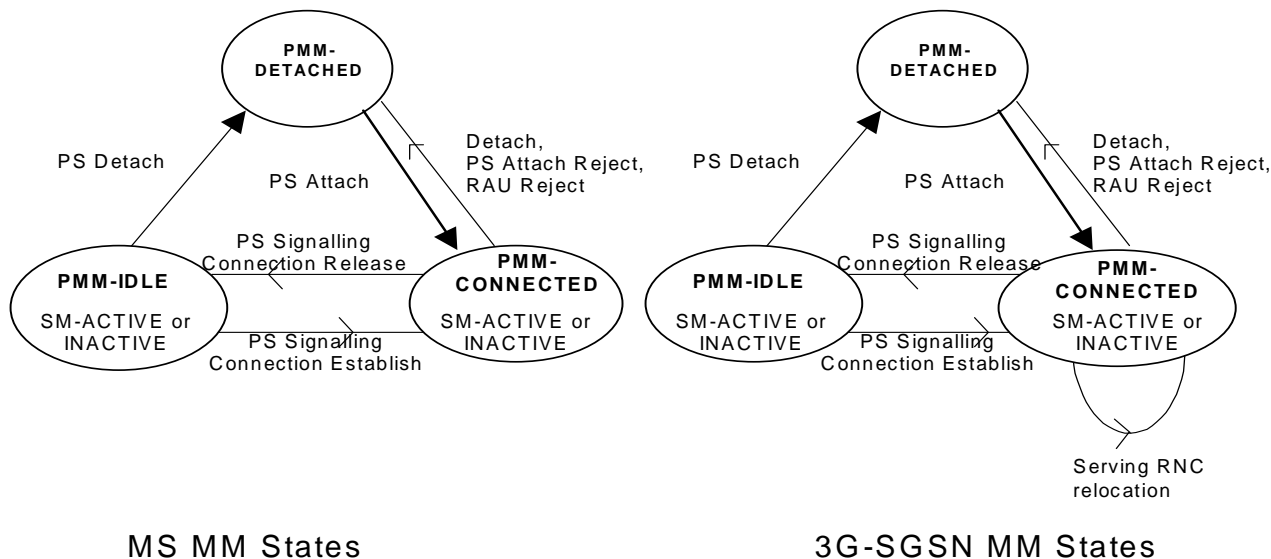 PMM-
DETACHED
PS Detach
PS Attach
Detach,
PS Attach Reject,
RAU Reject
PS Signalling
Connection Release
PMM-IDLE
SM-ACTIVE or
INACTIVE
PMM-
CONNECTED
SM-ACTIVE or
INACTIVE
PS Signalling
Connection Establish
MS MM States
PMM-
DETACHED
PS Detach
PS Attach
Detach,
PS Attach Reject,
RAU Reject
PS Signalling
Connection Release
PMM-IDLE
SM-ACTIVE or
INACTIVE
PMM-
CONNECTED
SM-ACTIVE or
INACTIVE
PS Signalling
Connection Establish
Serving RNC
relocation
3G-SGSN MM States